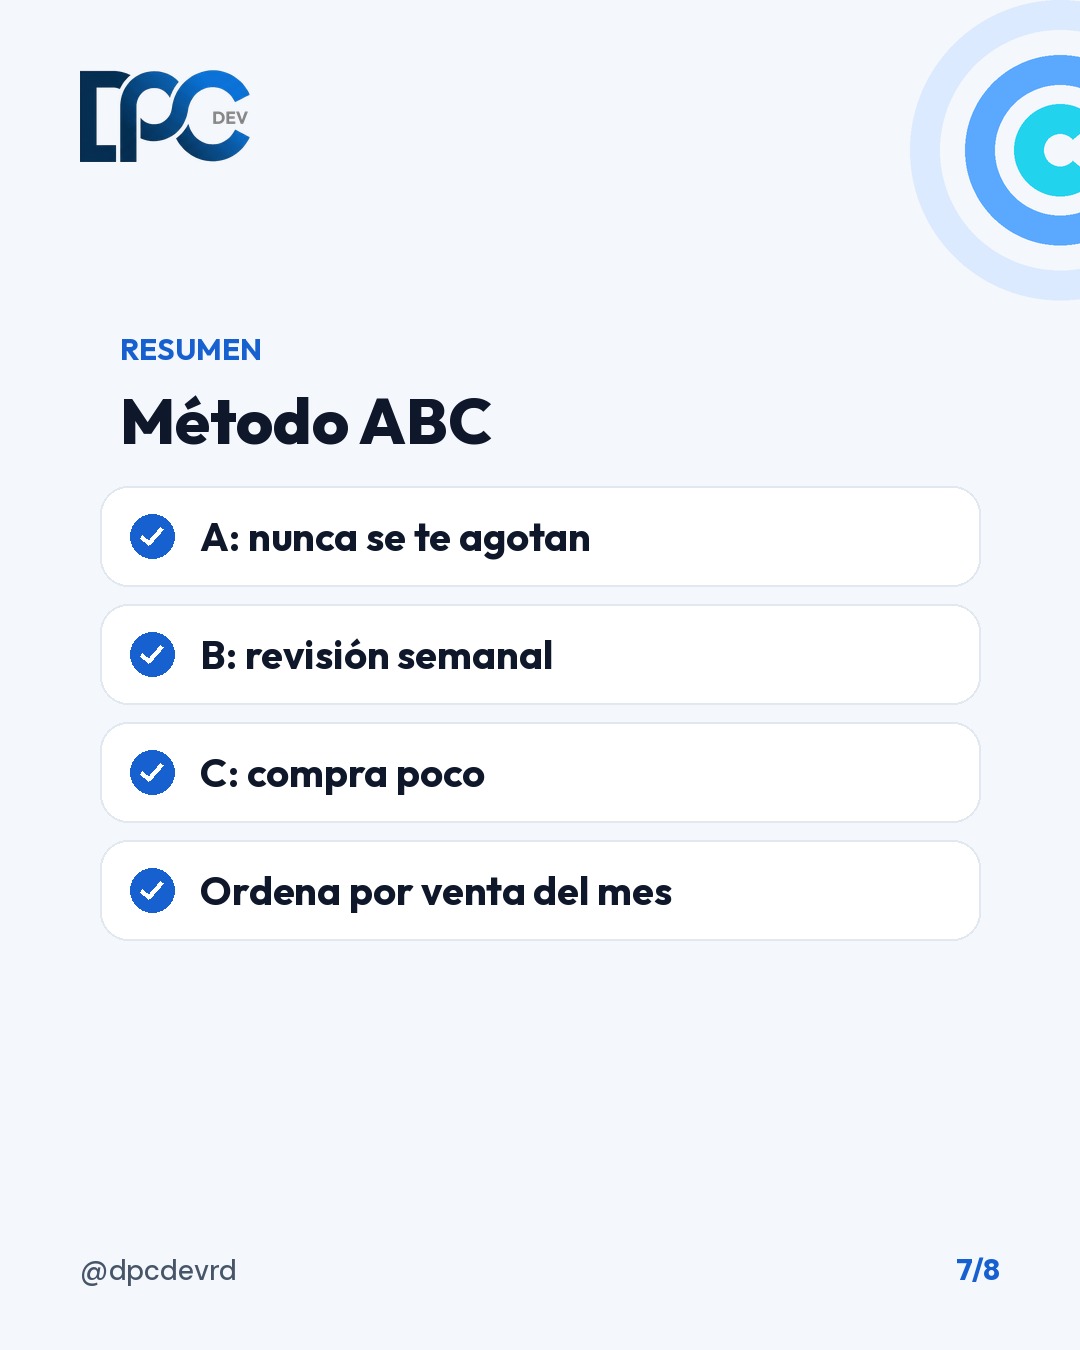 DPC DEV
RESUMEN
Método ABC
A: nunca se te agotan
B: revisión semanal
C: compra poco
Ordena por venta del mes
@dpcdevrd
7/8